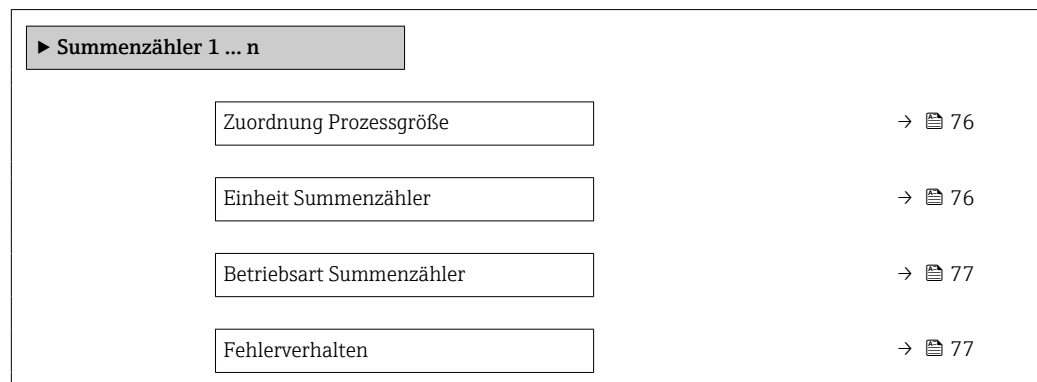 ▶ Summenzähler 1 … n
Zuordnung Prozessgröße → 76
Einheit Summenzähler → 76
Betriebsart Summenzähler → 77
Fehlerverhalten → 77